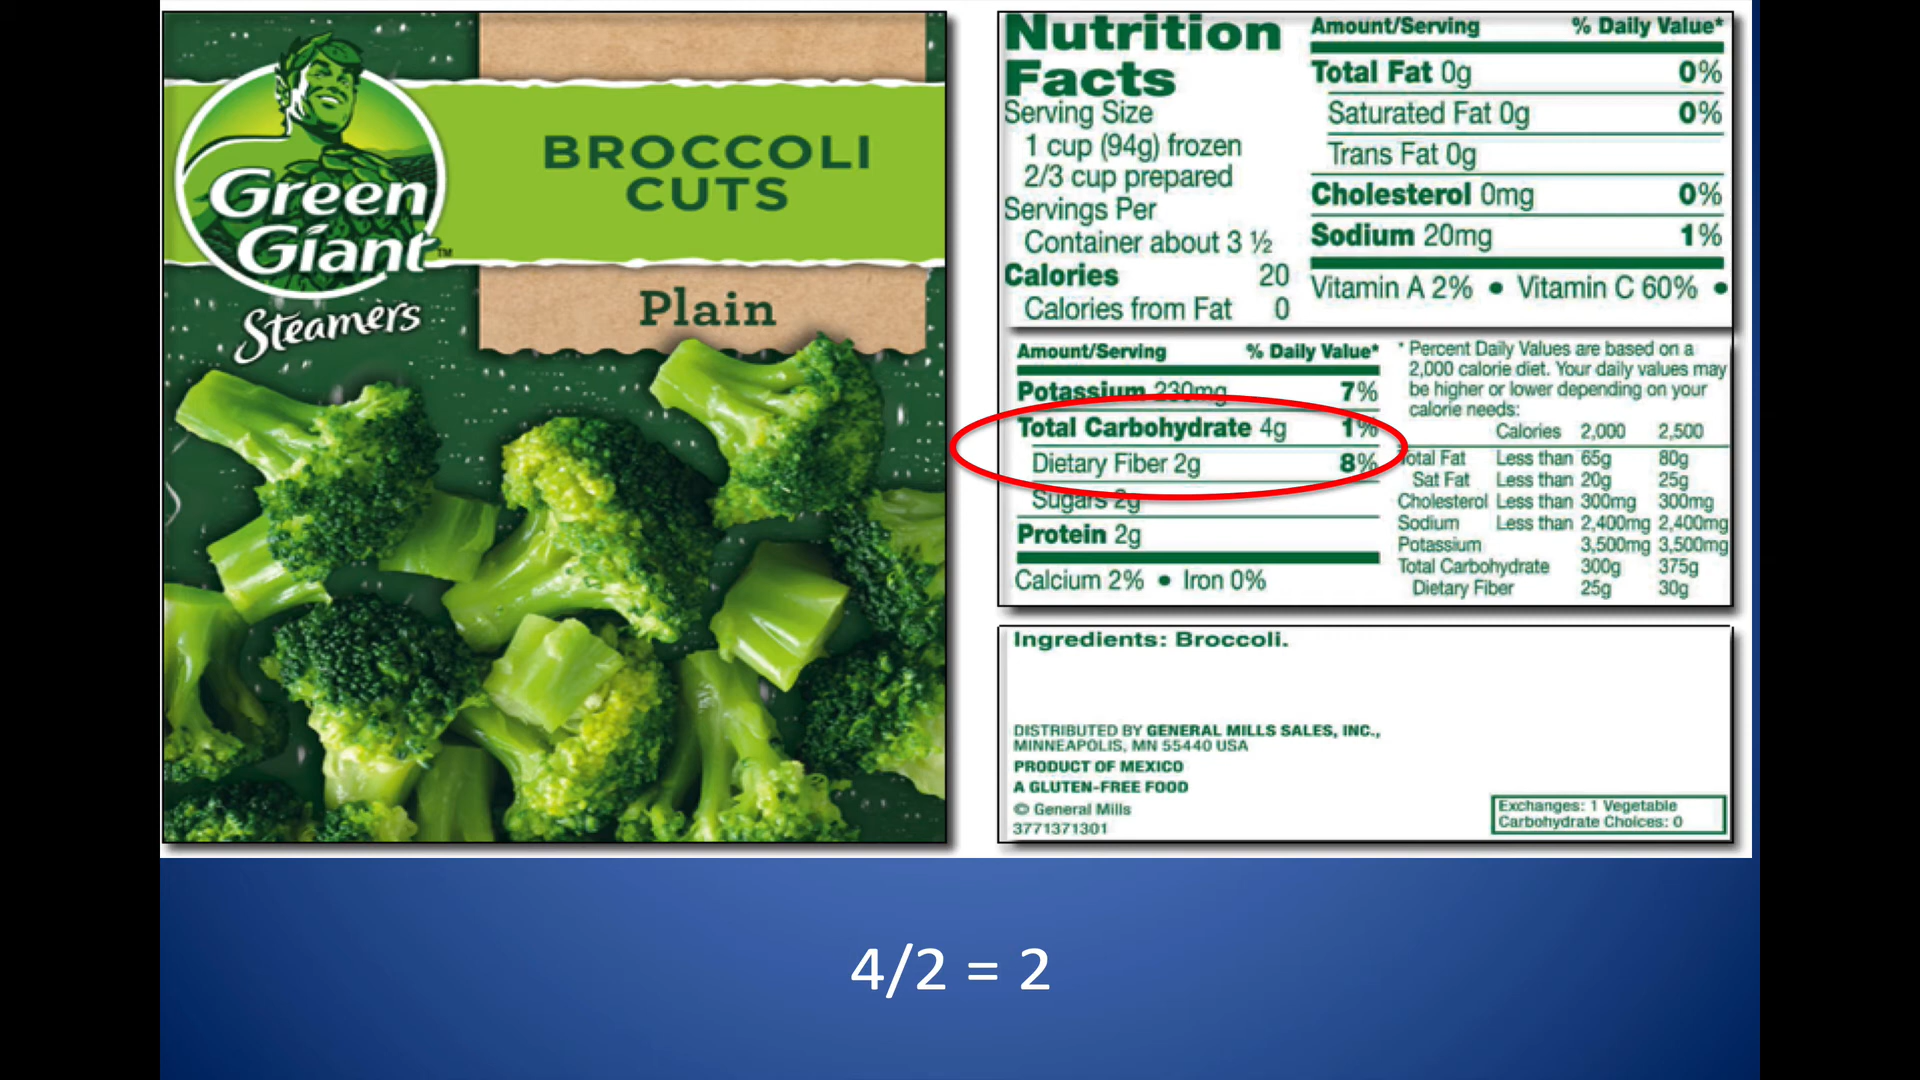 Green
Giant™
Steamers
BROCCOLI
CUTS
Plain
Nutrition
Facts
Serving Size
1 cup (94g) frozen
2/3 cup prepared
Servings Per
Container about 3 ½
Calories 20
Calories from Fat 0
Amount/Serving % Daily Value*
Total Fat 0g 0%
Saturated Fat 0g 0%
Trans Fat 0g
Cholesterol 0mg 0%
Sodium 20mg 1%
Vitamin A 2% • Vitamin C 60% •
Amount/Serving % Daily Value*
Potassium 230mg 7%
Total Carbohydrate 4g 1%
Dietary Fiber 2g 8%
Sugars 2g
Protein 2g
Calcium 2% • Iron 0%
* Percent Daily Values are based on a
2,000 calorie diet. Your daily values may
be higher or lower depending on your
calorie needs:
Calories 2,000 2,500
Total Fat Less than 65g 80g
Sat Fat Less than 20g 25g
Cholesterol Less than 300mg 300mg
Sodium Less than 2,400mg 2,400mg
Potassium 3,500mg 3,500mg
Total Carbohydrate 300g 375g
Dietary Fiber 25g 30g
Ingredients: Broccoli.
DISTRIBUTED BY GENERAL MILLS SALES, INC.,
MINNEAPOLIS, MN 55440 USA
PRODUCT OF MEXICO
A GLUTEN-FREE FOOD
© General Mills
3771371301
Exchanges: 1 Vegetable
Carbohydrate Choices: 0
4/2 = 2